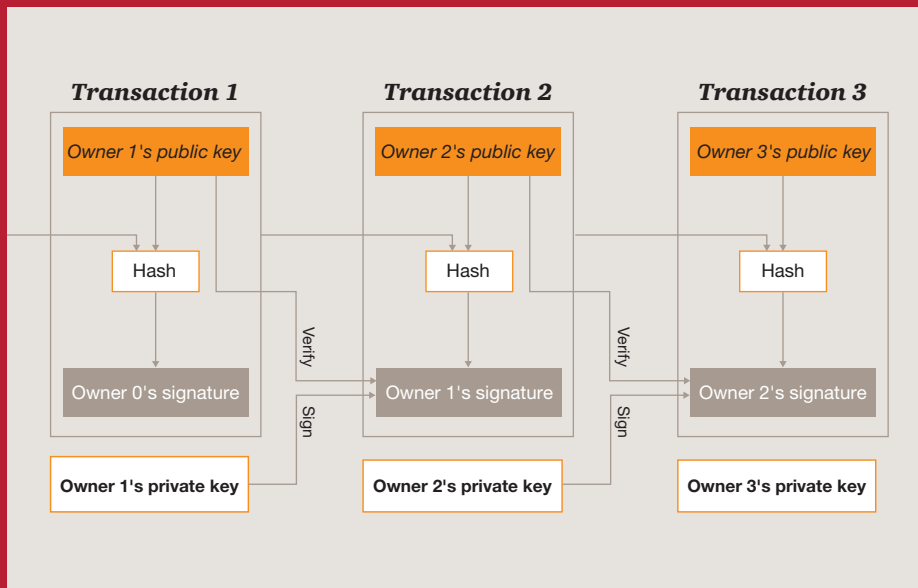 Transaction 1
Transaction 2
Transaction 3
Owner 1's public key
Owner 2's public key
Owner 3's public key
Hash
Hash
Hash
Verify
Verify
Owner 0's signature
Owner 1's signature
Owner 2's signature
Sign
Sign
Owner 1's private key
Owner 2's private key
Owner 3's private key